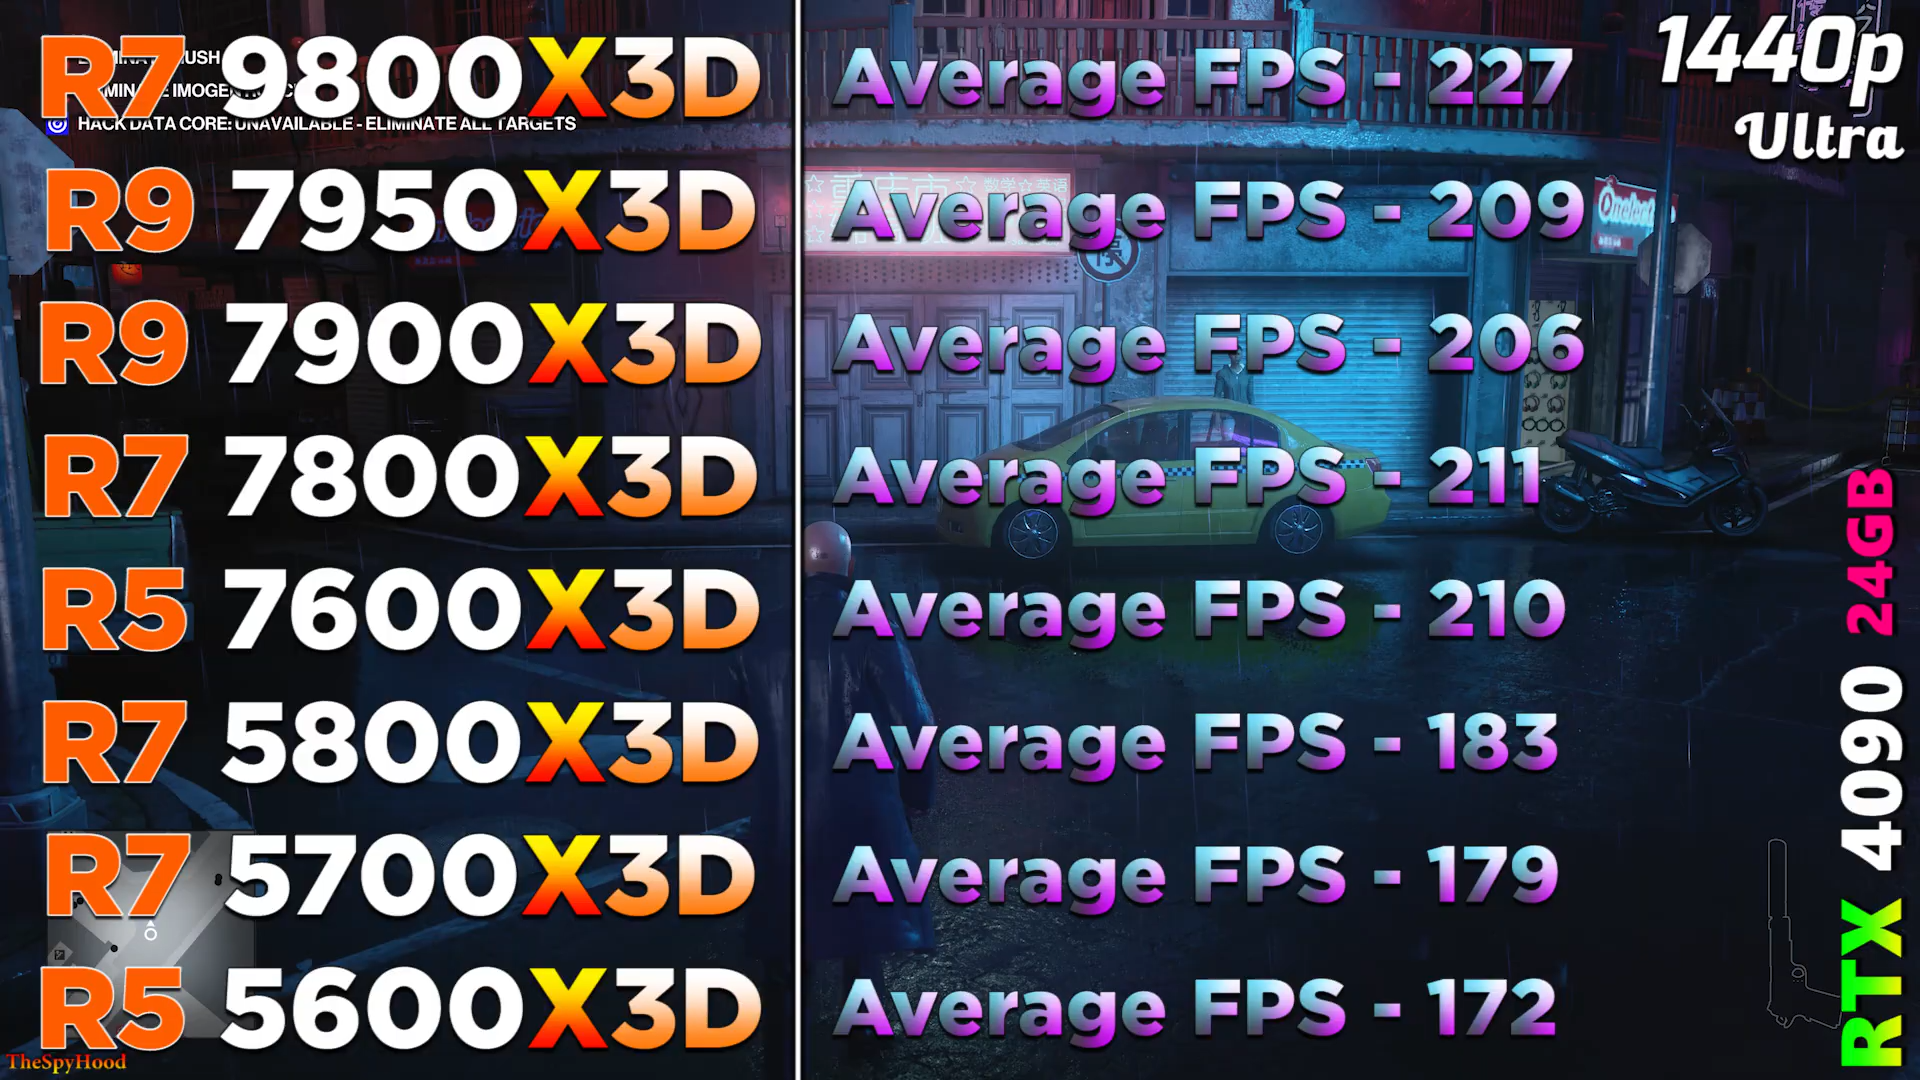 R7 9800X3D Average FPS - 227
HACK DATA CORE: UNAVAILABLE - ELIMINATE ALL TARGETS
1440p
Ultra
R9 7950X3D Average FPS - 209
R9 7900X3D Average FPS - 206
R7 7800X3D Average FPS - 211
R5 7600X3D Average FPS - 210
R7 5800X3D Average FPS - 183
R7 5700X3D Average FPS - 179
R5 5600X3D Average FPS - 172
RTX 4090 24GB
TheSpyHood